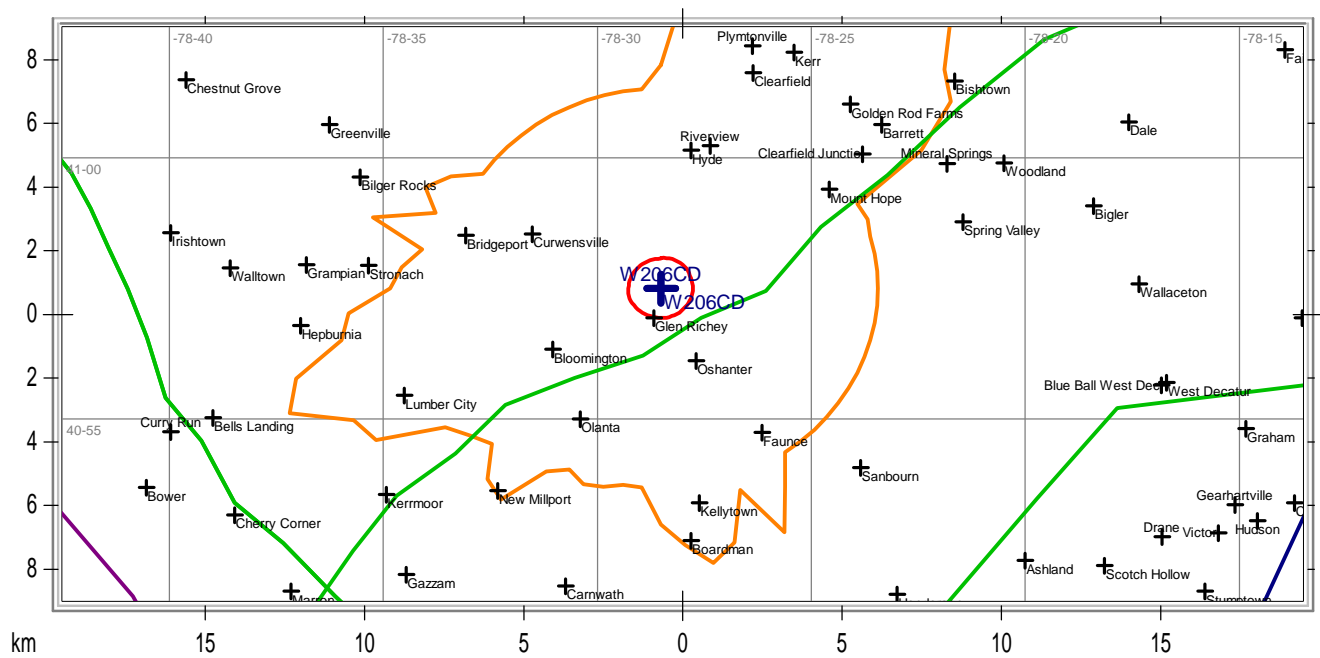 Plymtonville
-78-40
-78-35
-78-30
-78-25
-78-20
-78-15
8
Kerr
Fa
Clearfield
Chestnut Grove
Bishtown
Golden Rod Farms
6
Greenville
Barrett
Dale
Riverview
Hyde
Clearfield Junctio
Mineral Springs
41-00
Woodland
4
Bilger Rocks
Mount Hope
Bigler
Irishtown
Bridgeport
Curwensville
Spring Valley
2
Walltown
Grampian
Stronach
W206CD
Wallaceton
W206CD
0
Glen Richey
Hepburnia
Bloomington
Oshanter
2
Blue Ball West Dec
West Decatur
Lumber City
Curry Run
Bells Landing
Olanta
40-55
4
Faunce
Graham
Sanbourn
Bower
Kerrmoor
New Millport
Gearhartville
6
Kellytown
C
Cherry Corner
Drane
Victor
Hudson
Boardman
8
Gazzam
Ashland
Scotch Hollow
Carnwath
Marron
Stumptown
km
15
10
5
0
5
10
15